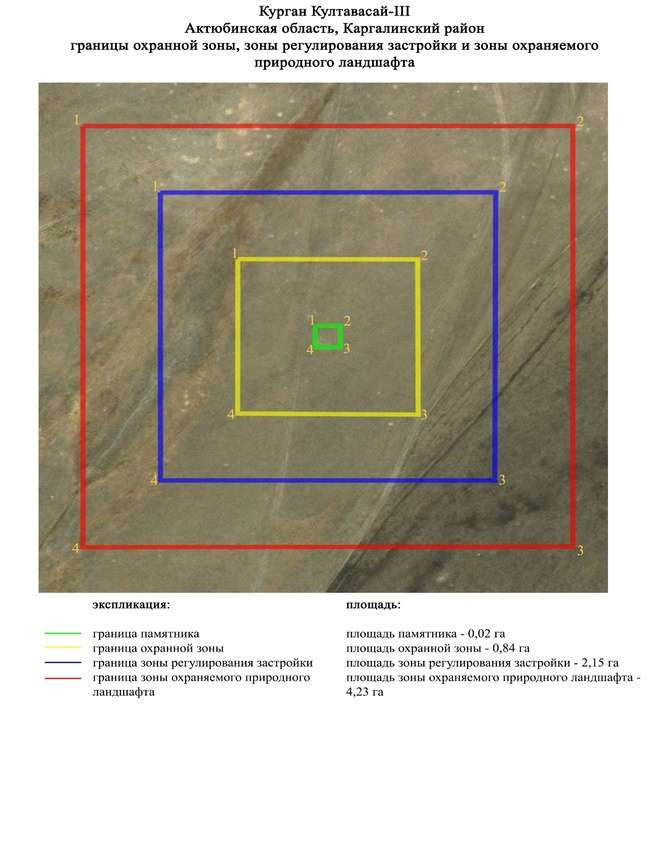 Курган Култавасай-III
Актюбинская область, Каргалинский район
границы охранной зоны, зоны регулирования застройки и зоны охраняемого
природного ландшафта
1 2
1 2
1 2
1 2
4 3
4 3
4 3
4 3
экспликация:
граница памятника
граница охранной зоны
граница зоны регулирования застройки
граница зоны охраняемого природного
ландшафта
площадь:
площадь памятника - 0,02 га
площадь охранной зоны - 0,84 га
площадь зоны регулирования застройки - 2,15 га
площадь зоны охраняемого природного ландшафта -
4,23 га